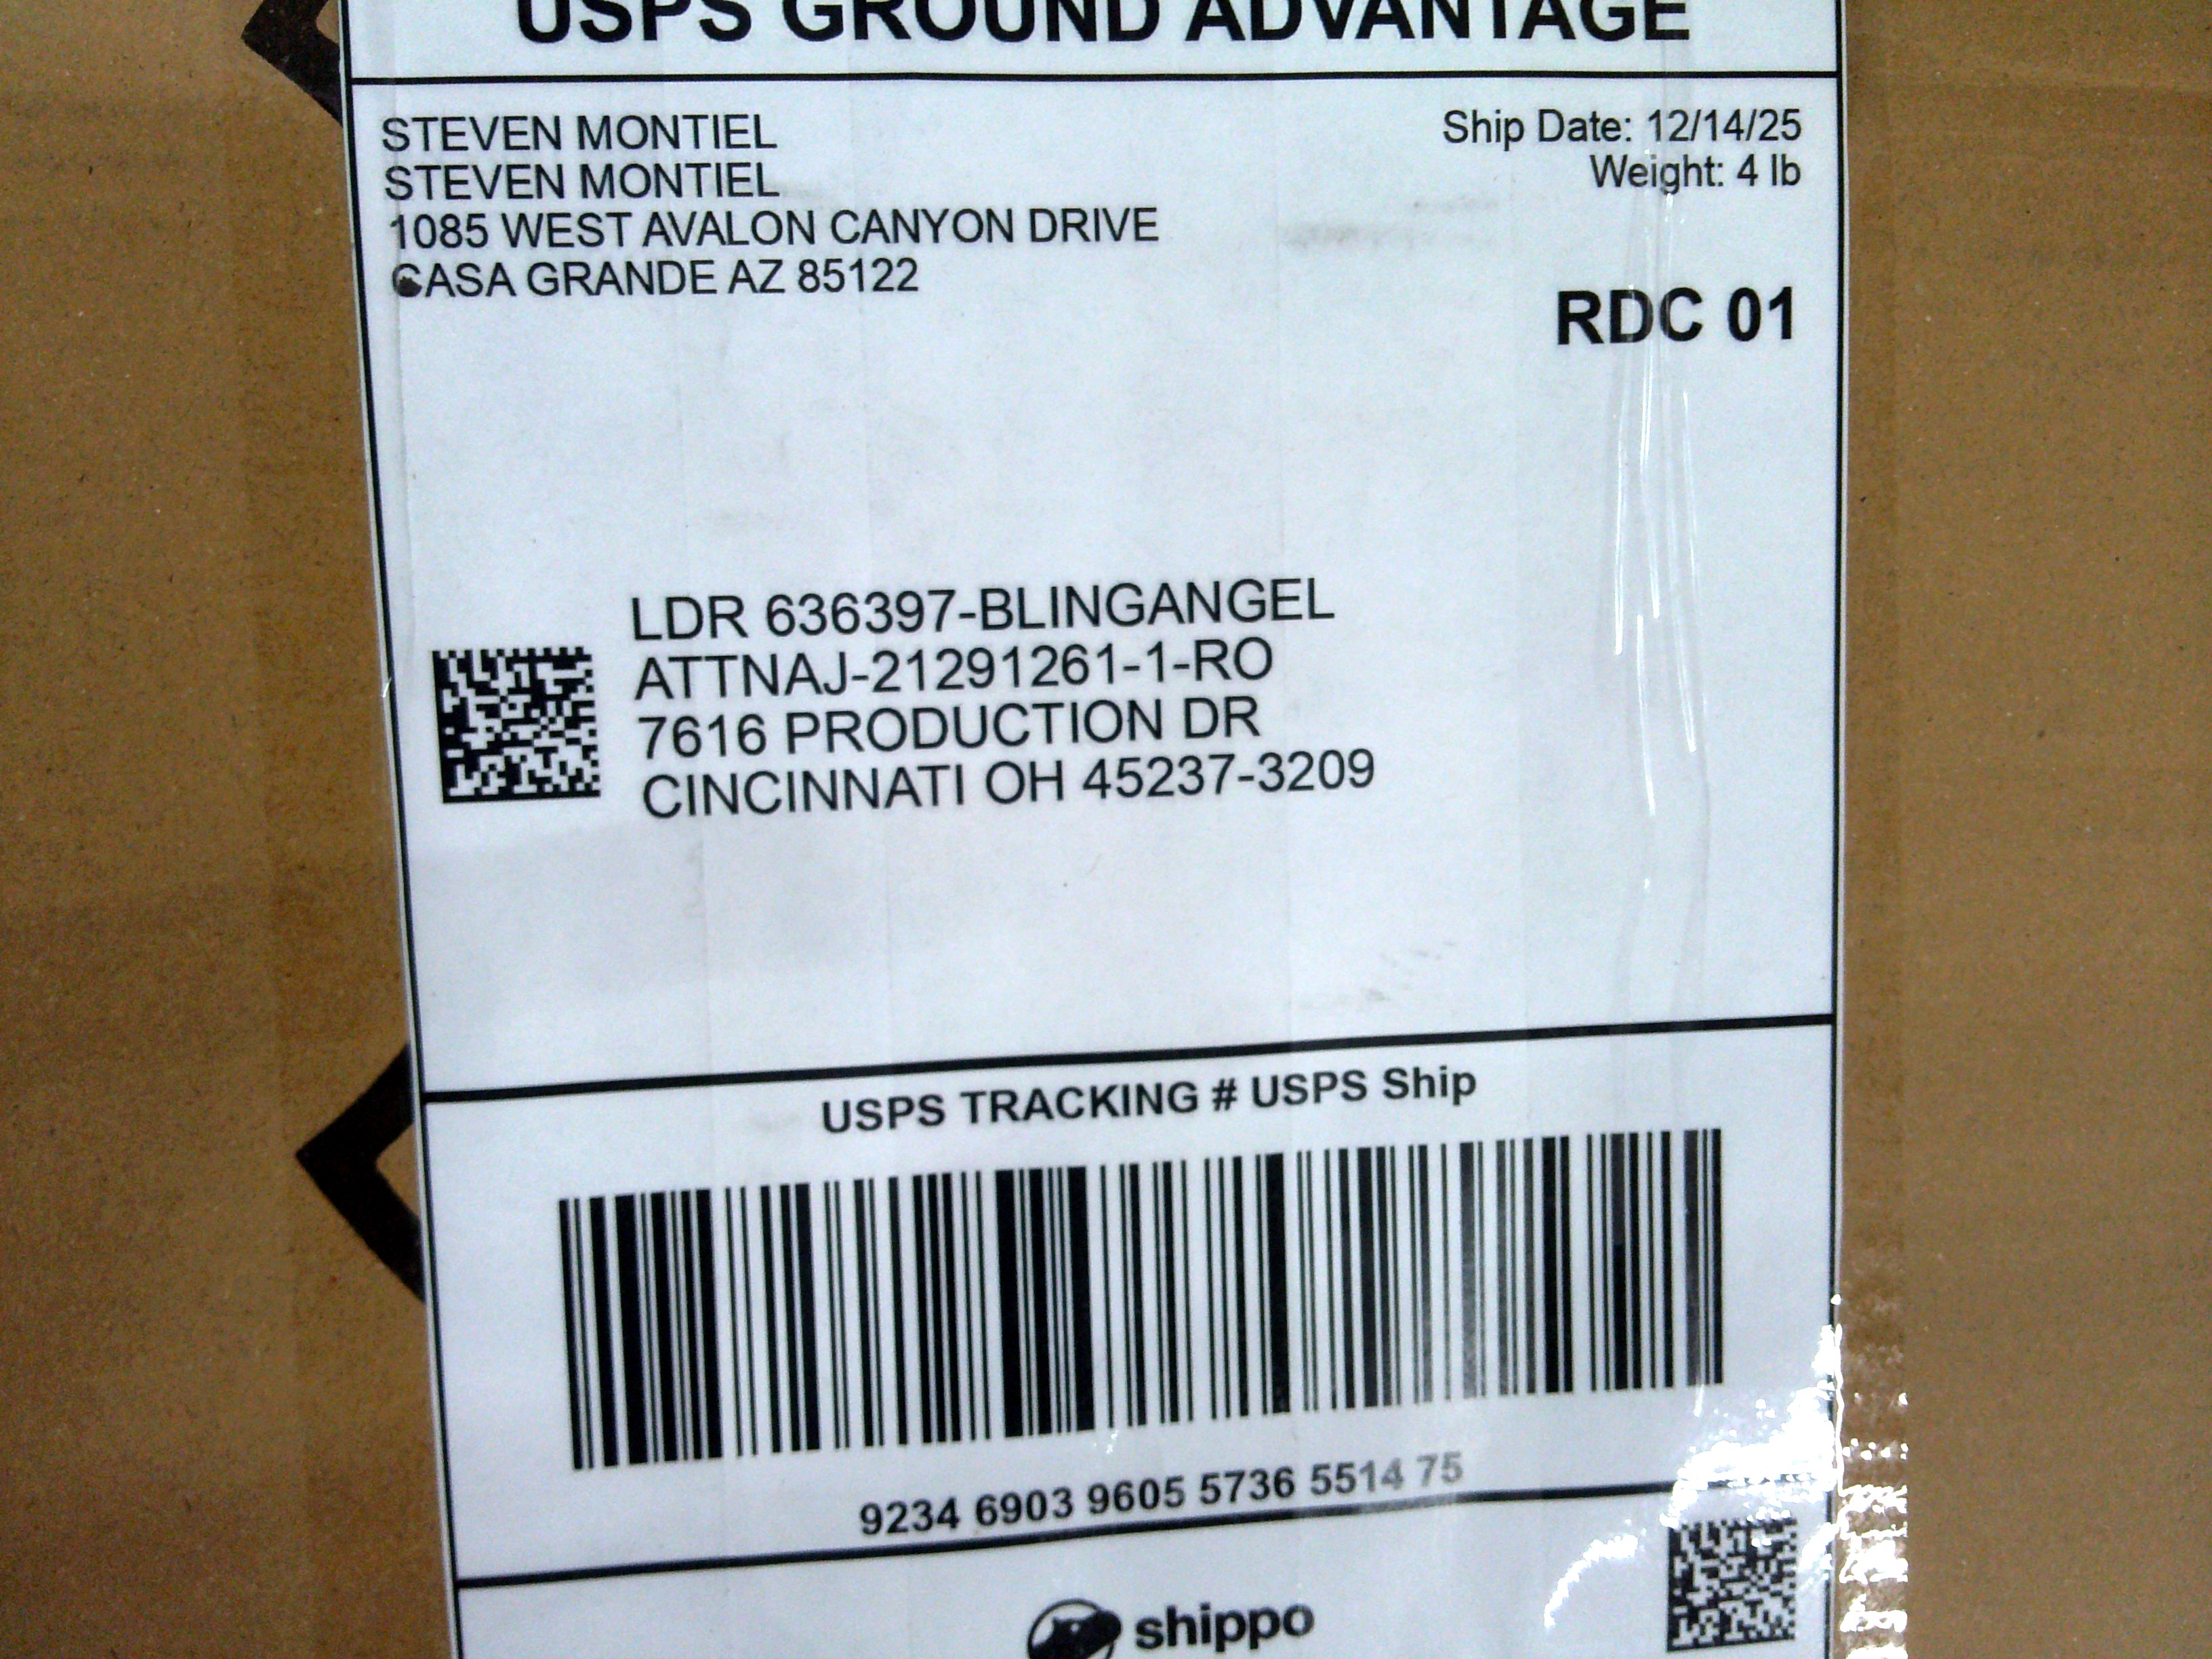 USPS GROUND ADVANTAGE
STEVEN MONTIEL
STEVEN MONTIEL
1085 WEST AVALON CANYON DRIVE
CASA GRANDE AZ 85122
Ship Date: 12/14/25
Weight: 4 lb
RDC 01
LDR 636397-BLINGANGEL
ATTNAJ-21291261-1-RO
7616 PRODUCTION DR
CINCINNATI OH 45237-3209
USPS TRACKING # USPS Ship
9234 6903 9605 5736 5514 75
shippo